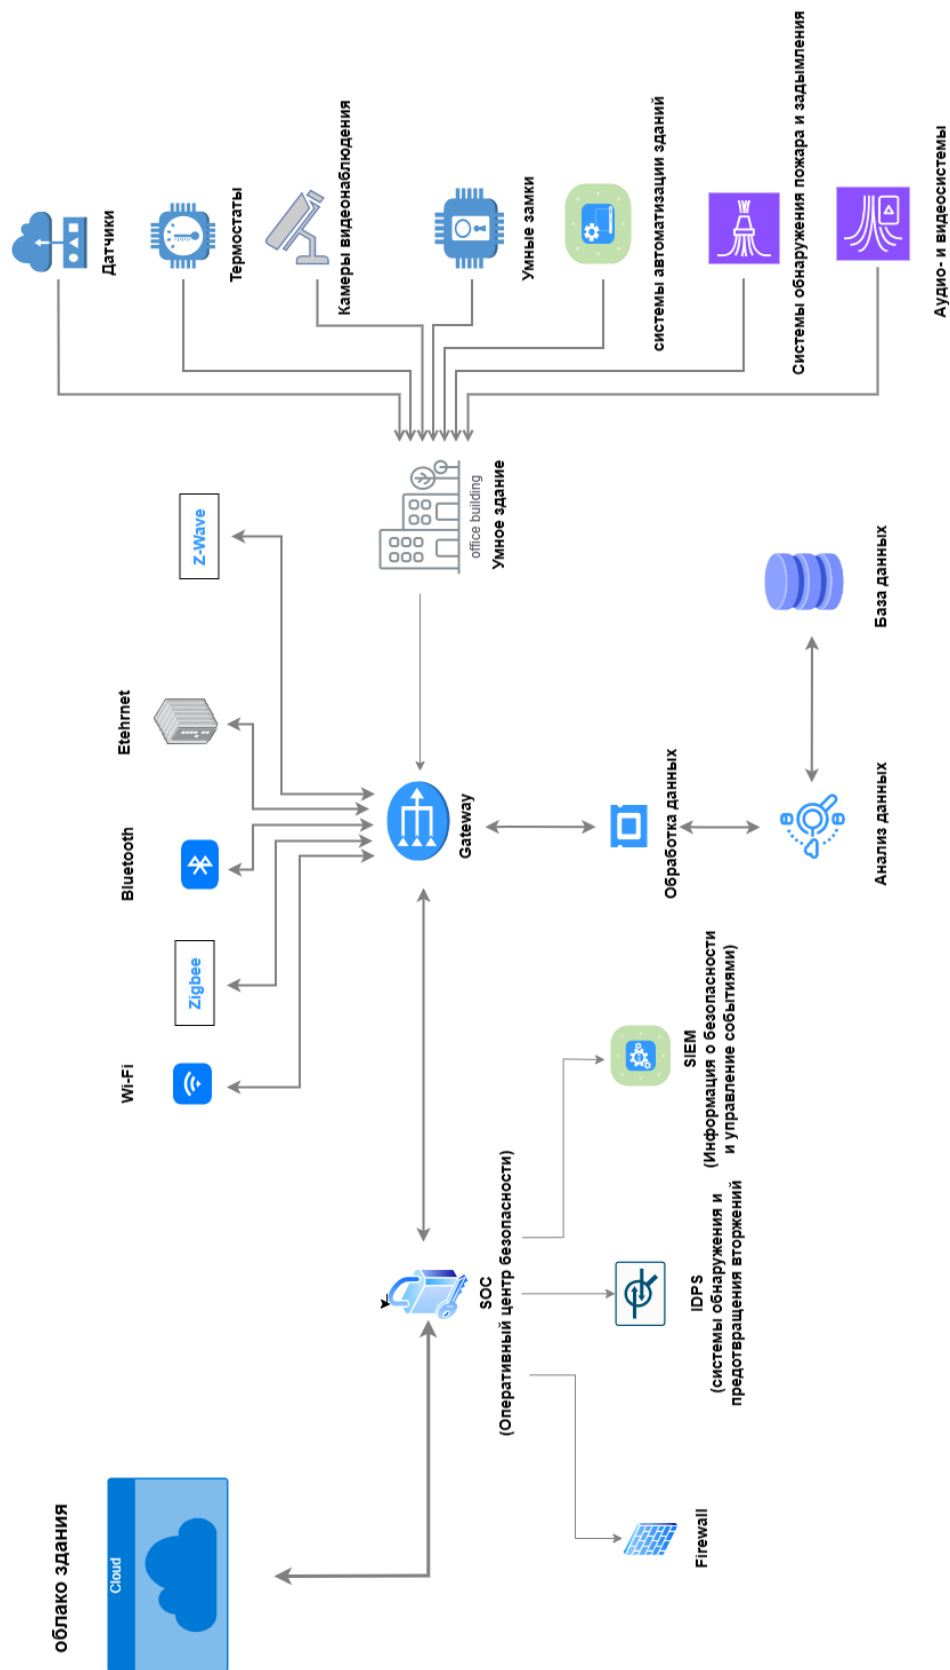 облако здания
Cloud
Wi-Fi
Zigbee
Bluetooth
Etehrnet
Z-Wave
Датчики
Термостаты
Камеры видеонаблюдения
Умные замки
системы автоматизации зданий
Системы обнаружения пожара и задымления
Аудио- и видеосистемы
office building
Умное здание
Gateway
SOC
(Оперативный центр безопасности)
Firewall
IDPS
(системы обнаружения и
предотвращения вторжений
SIEM
(Информация о безопасности
и управление событиями)
Обработка данных
Анализ данных
База данных